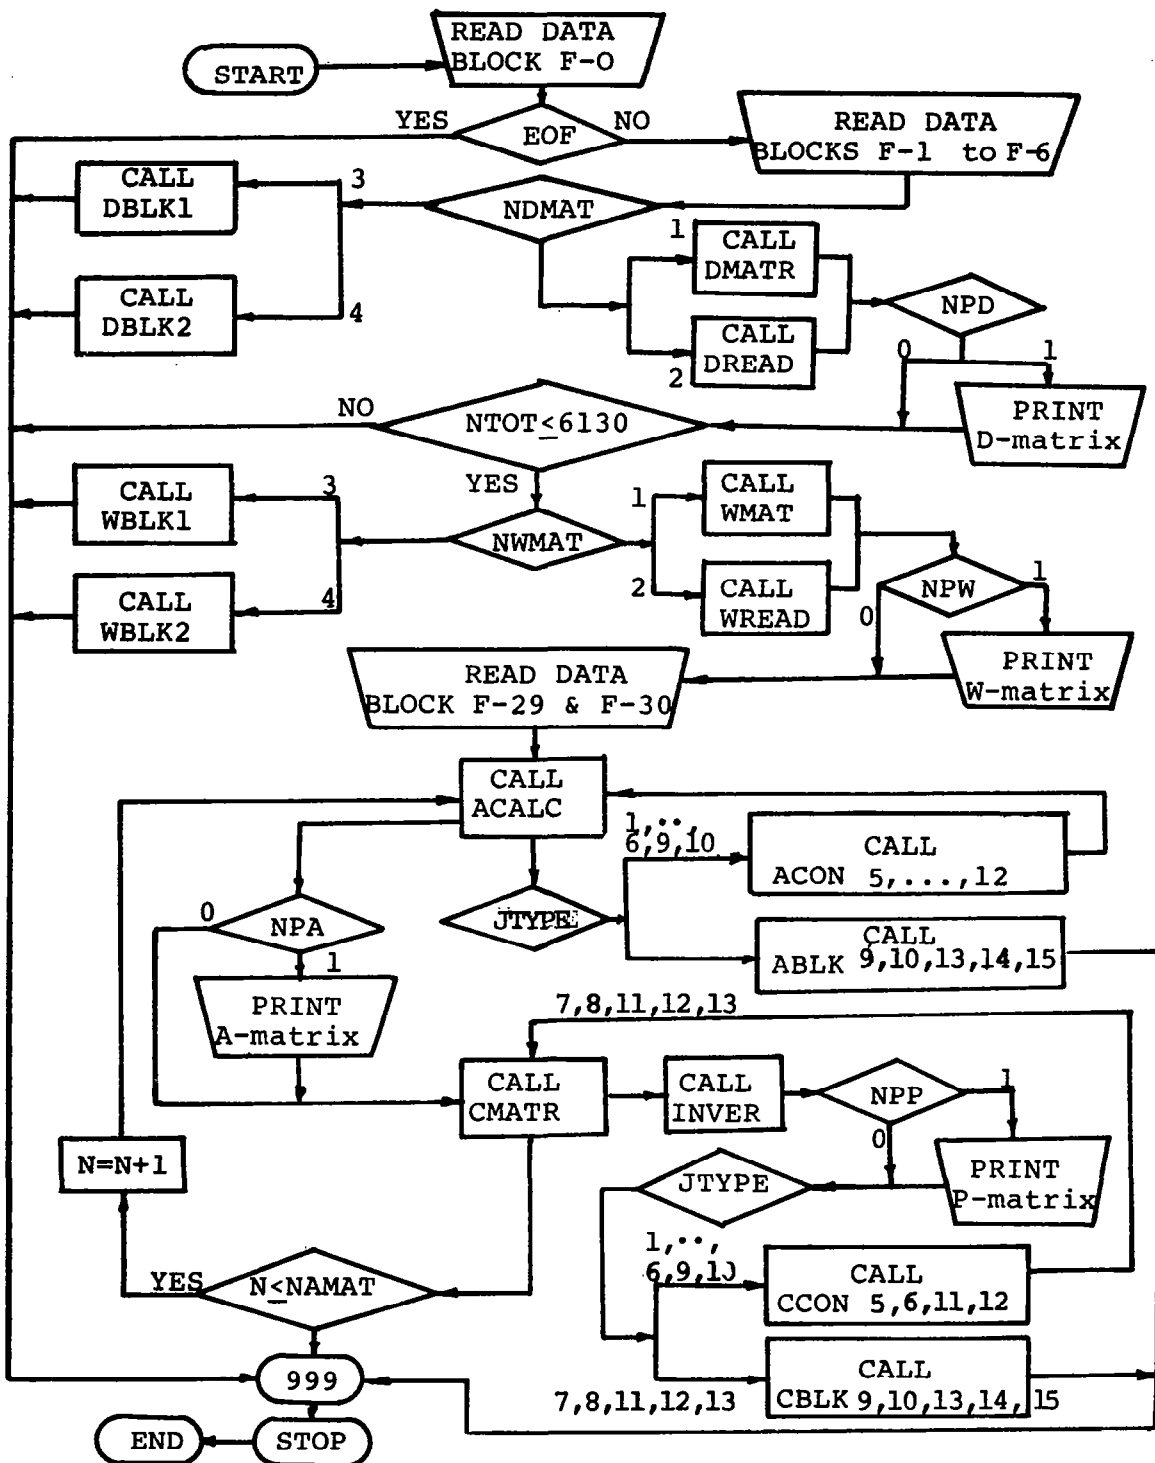 READ DATA
BLOCK F-0
START
YES
EOF
NO
READ DATA
BLOCKS F-1 to F-6
CALL
DBLK1
3
NDMAT
1
CALL
DMATR
CALL
DBLK2
4
NPD
CALL
DREAD
2
0
1
PRINT
D-matrix
NO
NTOT≤6130
YES
CALL
WBLK1
3
NWMAT
1
CALL
WMAT
CALL
WBLK2
4
2
CALL
WREAD
NPW
1
0
PRINT
W-matrix
READ DATA
BLOCK F-29 & F-30
CALL
ACALC
1,..,
6,9,10
CALL
ACON 5,...,12
JTYPE
0
NPA
1
CALL
ABLK 9,10,13,14,15
7,8,11,12,13
PRINT
A-matrix
CALL
CMATR
CALL
INVER
NPP
1
0
PRINT
P-matrix
N=N+1
JTYPE
1,..,
6,9,10
CALL
CCON 5,6,11,12
YES
N≤NAMAT
CALL
CBLK 9,10,13,14,15
7,8,11,12,13
999
END
STOP